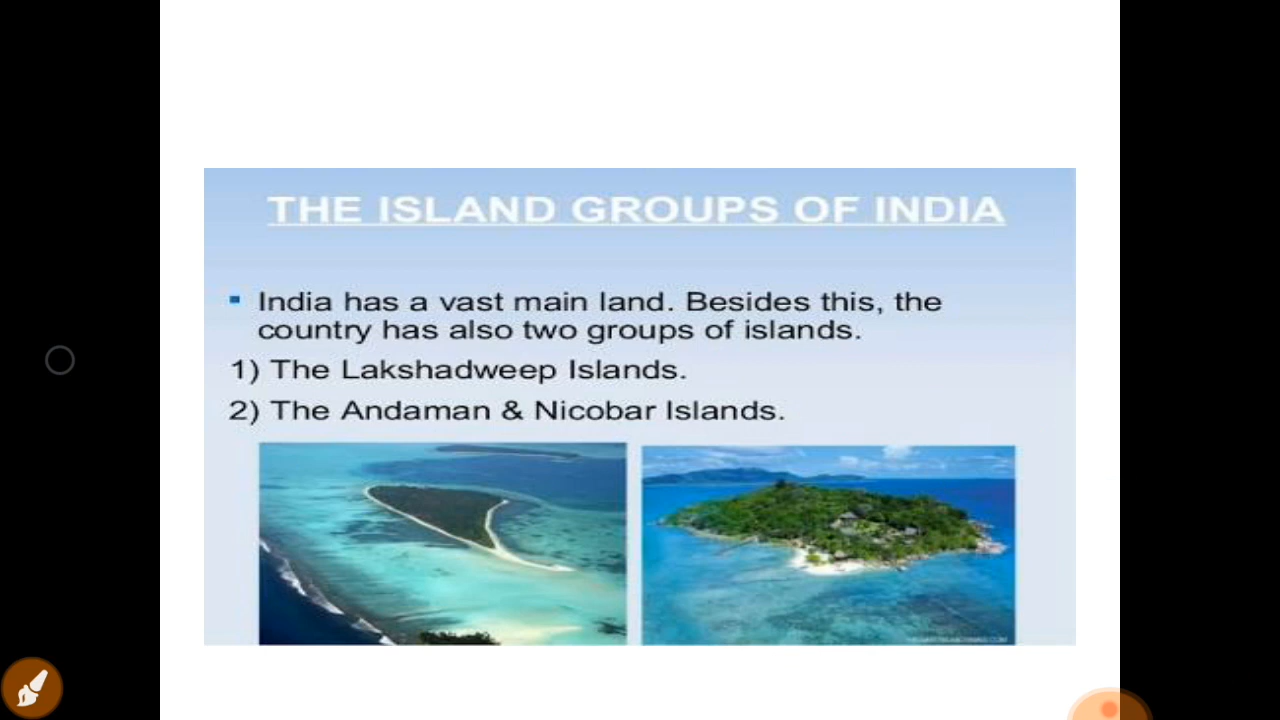 THE ISLAND GROUPS OF INDIA
▪ India has a vast main land. Besides this, the
country has also two groups of islands.
1) The Lakshadweep Islands.
2) The Andaman & Nicobar Islands.